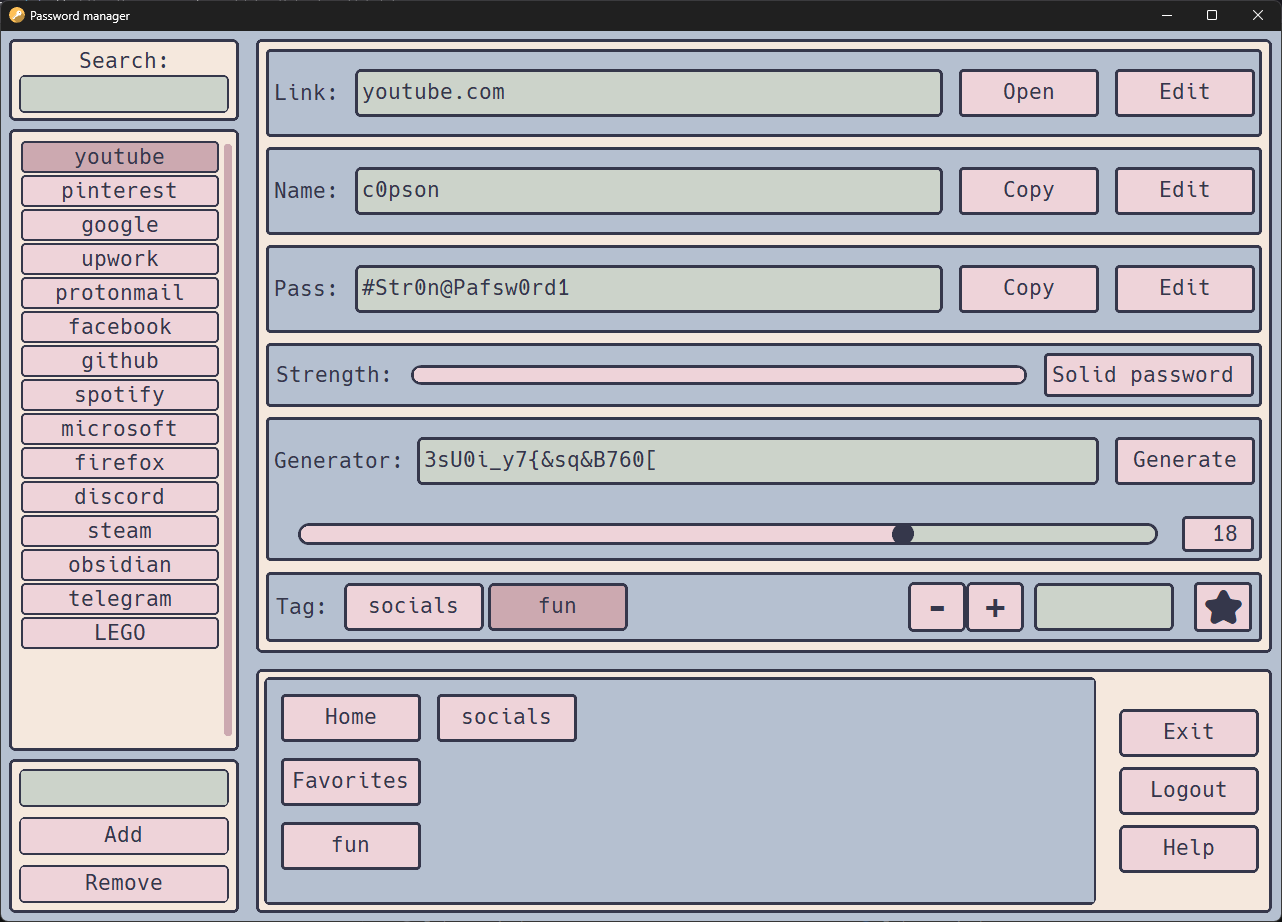 Password manager
Search:
youtube
pinterest
google
upwork
protonmail
facebook
github
spotify
microsoft
firefox
discord
steam
obsidian
telegram
LEGO
Add
Remove
Link: youtube.com Open Edit
Name: c0pson Copy Edit
Pass: #Str0n@Pafsw0rd1 Copy Edit
Strength: Solid password
Generator: 3sU0i_y7{&sq&B760[ Generate
18
Tag: socials fun - +
Home socials
Favorites
fun
Exit
Logout
Help